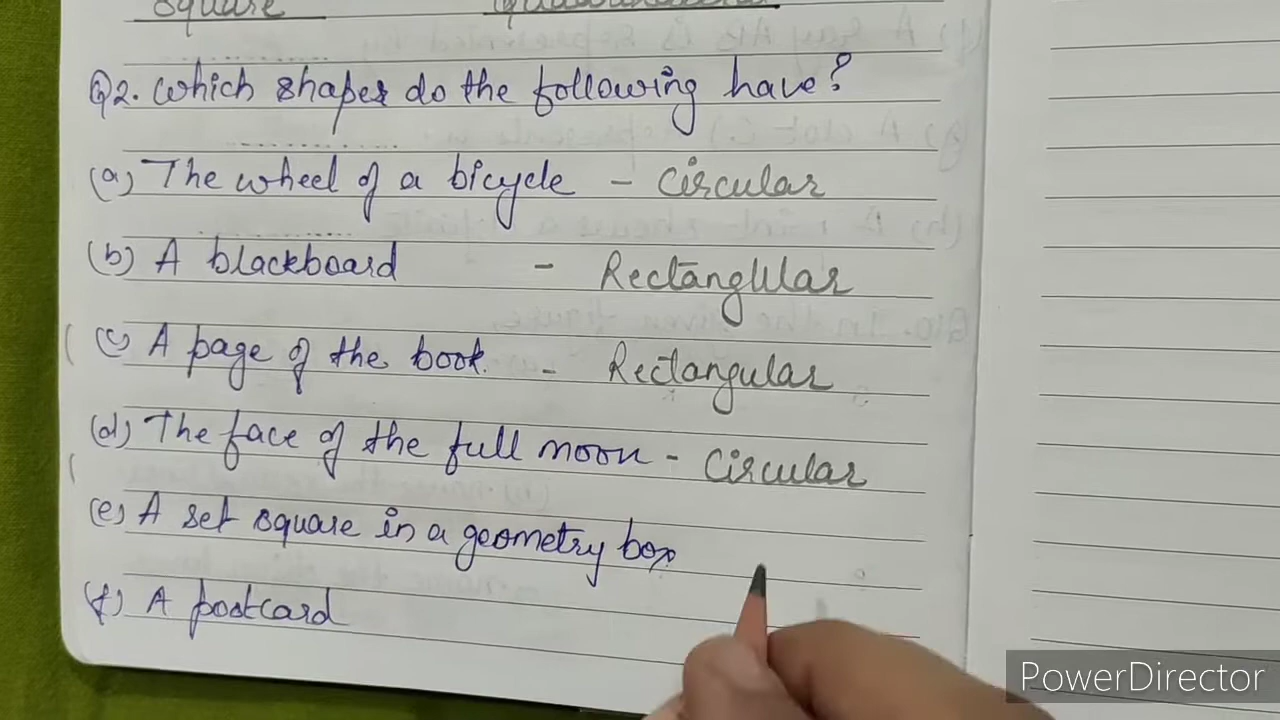 Square
Q2. Which shapes do the following have?
(a) The wheel of a bicycle - Circular
(b) A blackboard - Rectangular
(c) A page of the book. - Rectangular
(d) The face of the full moon - Circular
(e) A set square in a geometry box
(f) A postcard
PowerDirector